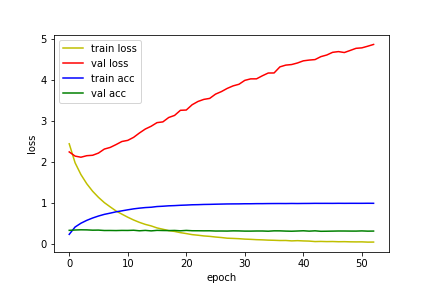 train loss
val loss
train acc
val acc
5
4
3
2
1
0
loss
0 10 20 30 40 50
epoch